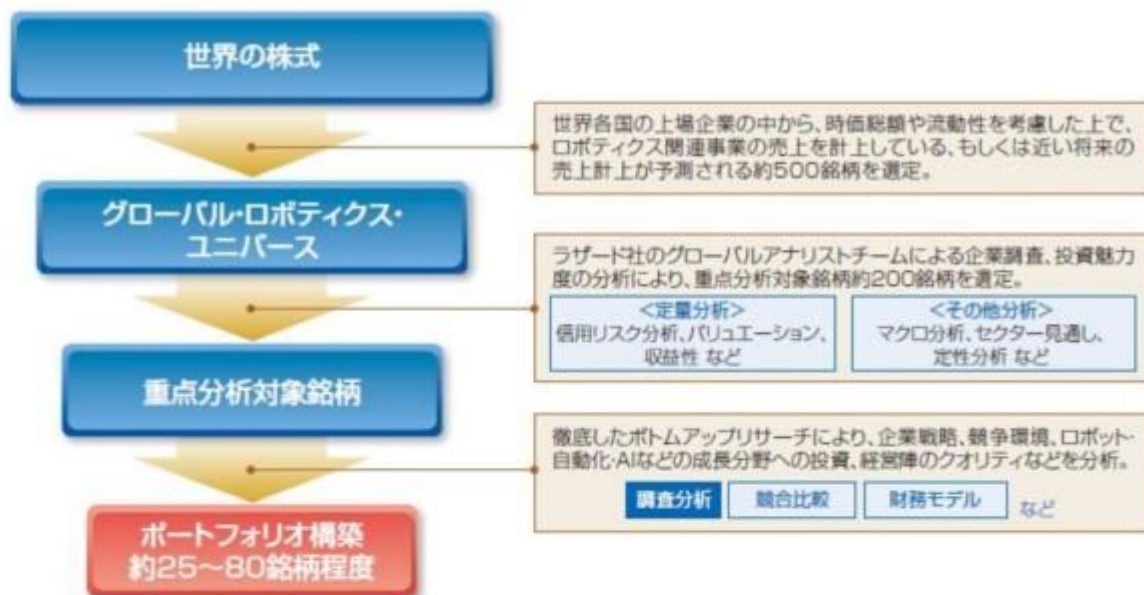 世界の株式
世界各国の上場企業の中から、時価総額や流動性を考慮した上で、
ロボティクス関連事業の売上を計上している、もしくは近い将来の
売上計上が予測される約500銘柄を選定。
グローバル・ロボティクス・
ユニバース
ラザード社のグローバルアナリストチームによる企業調査、投資魅力
度の分析により、重点分析対象銘柄約200銘柄を選定。
<定量分析>
信用リスク分析、バリュエーション、
収益性 など
<その他分析>
マクロ分析、セクター見通し、
定性分析 など
重点分析対象銘柄
徹底したボトムアップリサーチにより、企業戦略、競争環境、ロボット・
自動化・AIなどの成長分野への投資、経営陣のクオリティなどを分析。
調査分析
競合比較
財務モデル
など
ポートフォリオ構築
約25～80銘柄程度